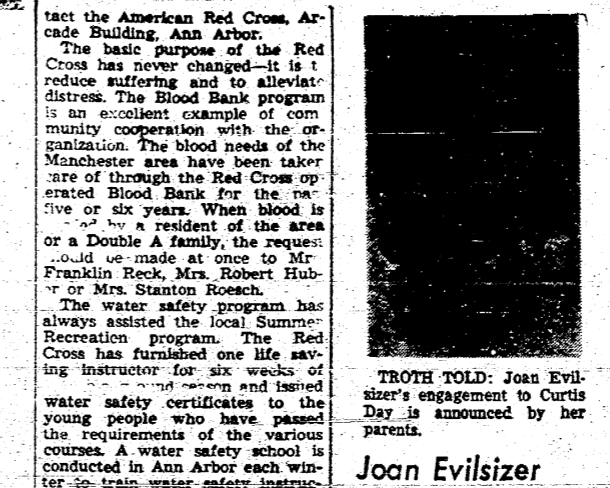 tact the American Red Cross, Ar-
cade Building, Ann Arbor.
The basic purpose of the Red
Cross has never changed—it is t
reduce suffering and to alleviate
distress. The Blood Bank program
is an excellent example of com
munity cooperation with the or-
ganization. The blood needs of the
Manchester area have been taker
care of through the Red Cross op
erated Blood Bank for the pas
five or six years. When blood is
by a resident of the area
or a Double A family, the request
should be made at once to Mr
Franklin Reck, Mrs. Robert Hub-
er or Mrs. Stanton Roesch.
The water safety program has
always assisted the local Summer
Recreation program. The Red
Cross has furnished one life sav-
ing instructor for six weeks of
season and issued
water safety certificates to the
young people who have passed
the requirements of the various
courses. A water safety school is
conducted in Ann Arbor each win-
ter to train water safety instruc-
TROTH TOLD: Joan Evil-
sizer's engagement to Curtis
Day is announced by her
parents.
Joan Evilsizer